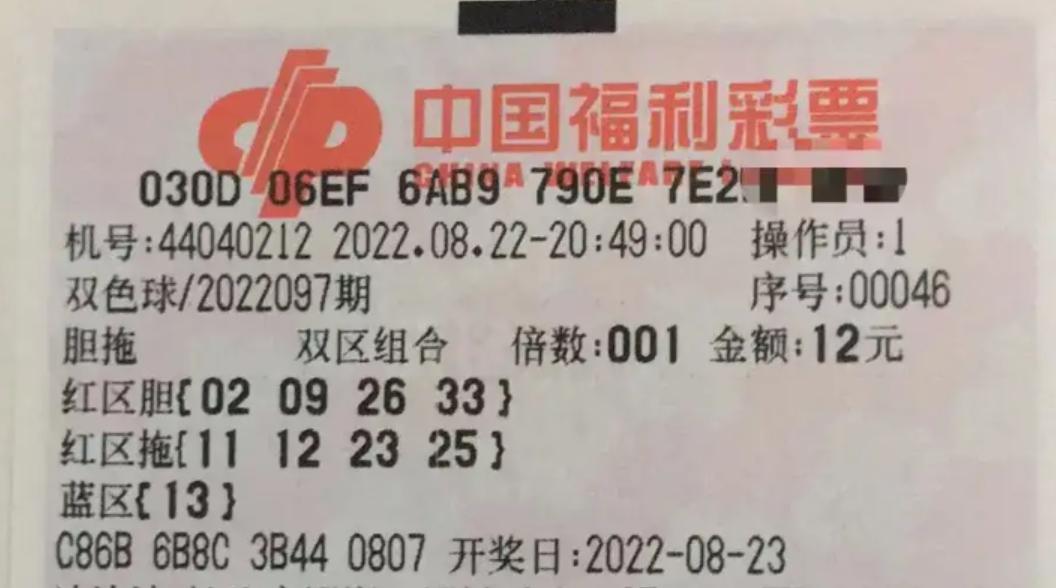 中国福利彩票
CHINA WELFARE
030D 06EF 6AB9 790E 7E2
机号:44040212 2022.08.22-20:49:00 操作员:1
双色球/2022097期 序号:00046
胆拖 双区组合 倍数:001 金额:12元
红区胆{02 09 26 33}
红区拖{11 12 23 25}
蓝区{13}
C86B 6B8C 3B44 0807 开奖日:2022-08-23